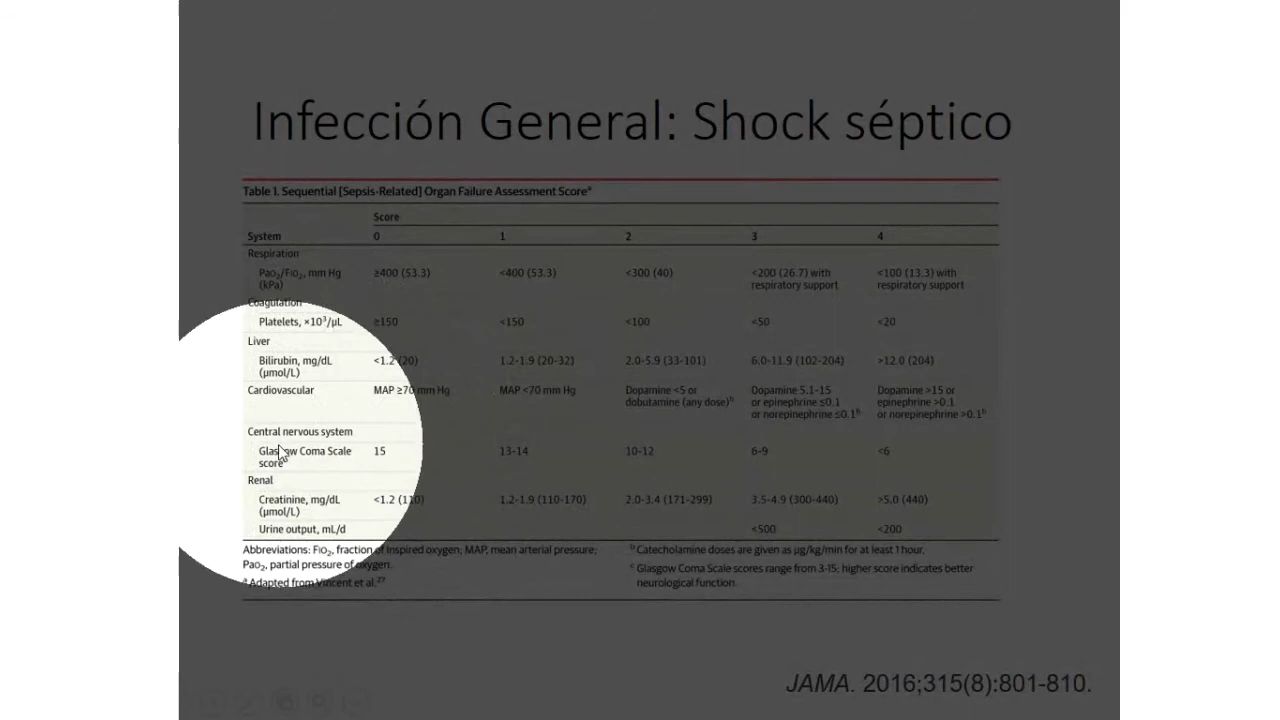 Infección General: Shock séptico
Table 1. Sequential [Sepsis-Related] Organ Failure Assessment Score^a
Score
System 0 1 2 3 4
Respiration
Pao2/Fio2, mm Hg (kPa) ≥400 (53.3) <400 (53.3) <300 (40) <200 (26.7) with respiratory support <100 (13.3) with respiratory support
Coagulation
Platelets, ×10³/μL ≥150 <150 <100 <50 <20
Liver
Bilirubin, mg/dL (μmol/L) <1.2 (20) 1.2-1.9 (20-32) 2.0-5.9 (33-101) 6.0-11.9 (102-204) >12.0 (204)
Cardiovascular MAP ≥70 mm Hg MAP <70 mm Hg Dopamine <5 or dobutamine (any dose)^b Dopamine 5.1-15 or epinephrine ≤0.1 or norepinephrine ≤0.1^b Dopamine >15 or epinephrine >0.1 or norepinephrine >0.1^b
Central nervous system
Glasgow Coma Scale score 15 13-14 10-12 6-9 <6
Renal
Creatinine, mg/dL (μmol/L) <1.2 (110) 1.2-1.9 (110-170) 2.0-3.4 (171-299) 3.5-4.9 (300-440) >5.0 (440)
Urine output, mL/d <500 <200
Abbreviations: Fio2, fraction of inspired oxygen; MAP, mean arterial pressure;
Pao2, partial pressure of oxygen.
^a Adapted from Vincent et al.^27
^b Catecholamine doses are given as μg/kg/min for at least 1 hour.
^c Glasgow Coma Scale scores range from 3-15; higher score indicates better
neurological function.
JAMA. 2016;315(8):801-810.